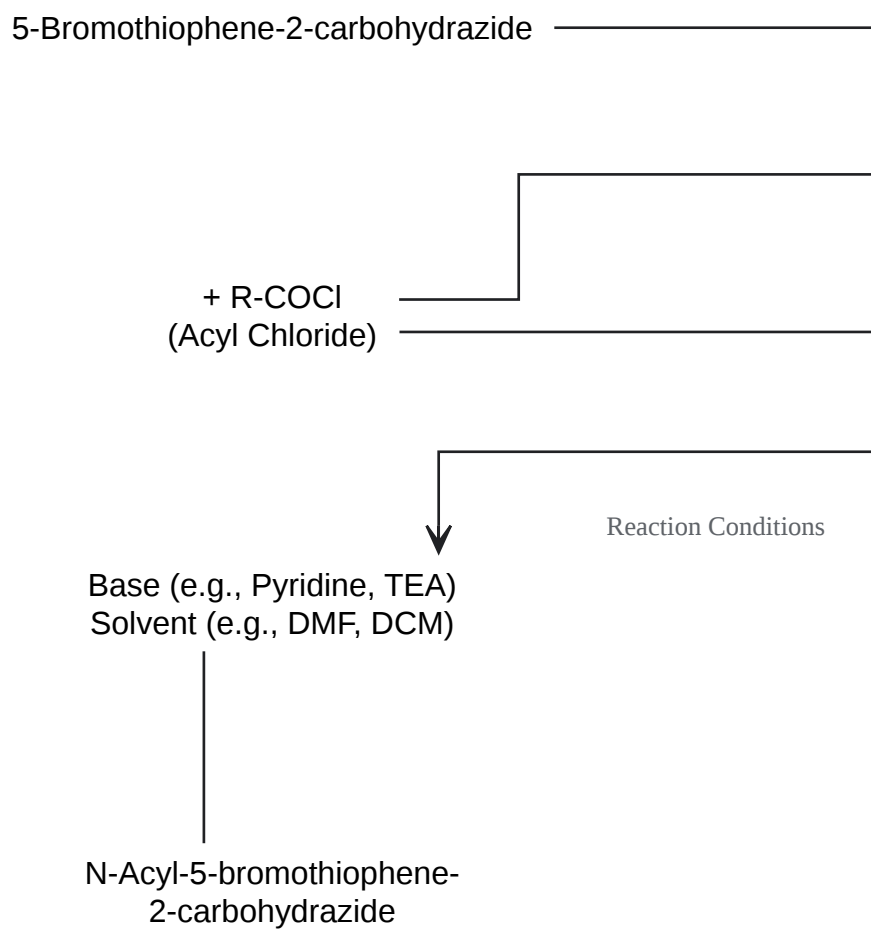 5-Bromothiophene-2-carbohydrazide
+ R-COCl
(Acyl Chloride)
Reaction Conditions
Base (e.g., Pyridine, TEA)
Solvent (e.g., DMF, DCM)
N-Acyl-5-bromothiophene-
2-carbohydrazide